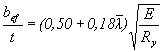 b_ef/t = (0,50 + 0,18λ̄)√(E/R_y)